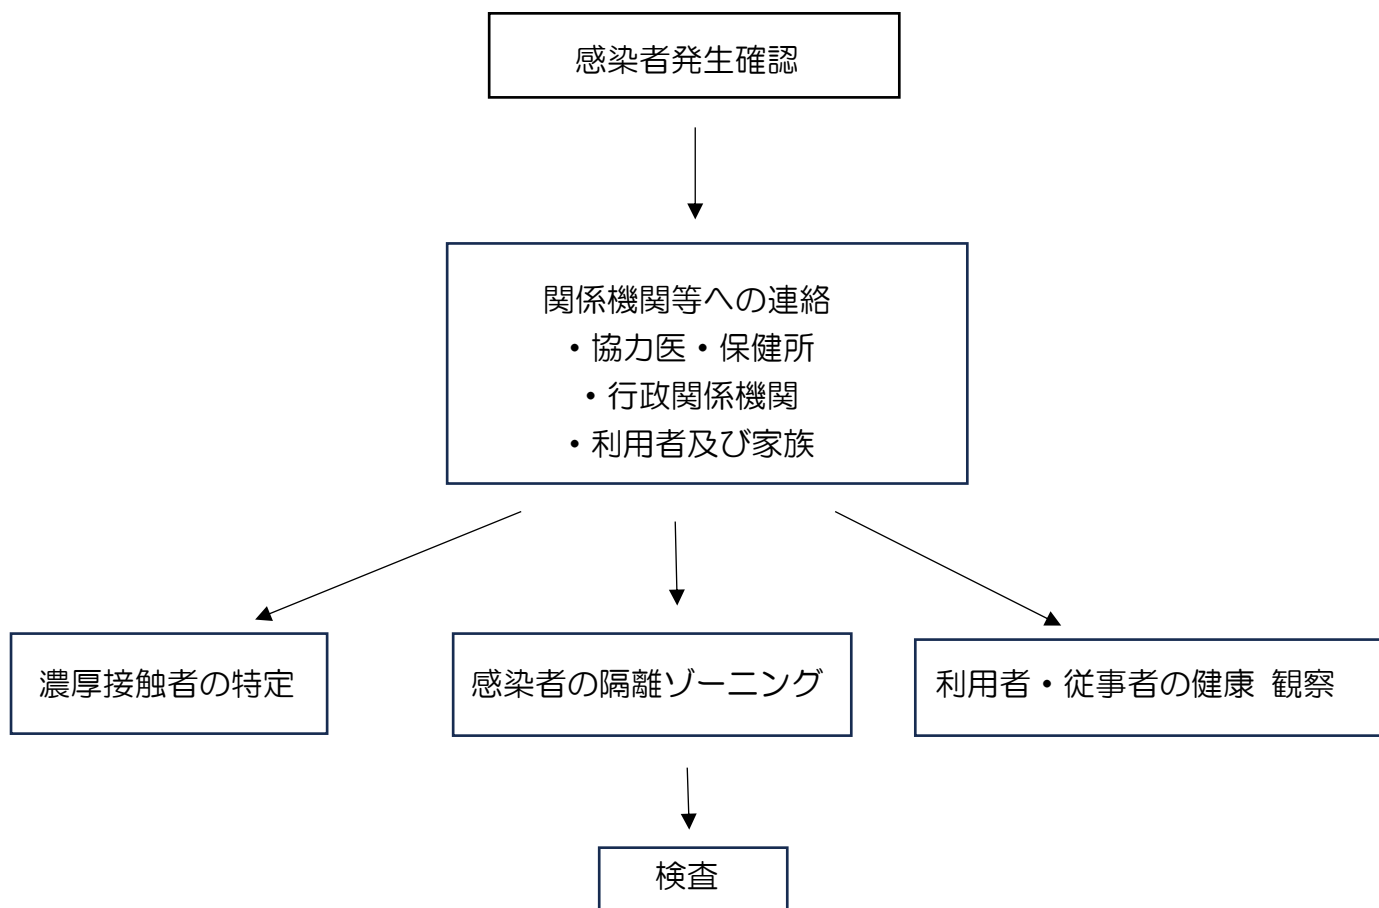 感染者発生確認
関係機関等への連絡
・協力医・保健所
・行政関係機関
・利用者及び家族
濃厚接触者の特定
感染者の隔離ゾーニング
利用者・従事者の健康 観察
検査